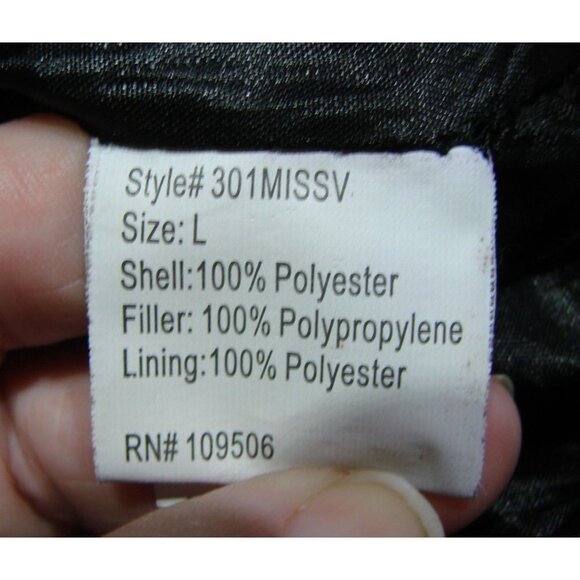 Style# 301MISSV
Size: L
Shell:100% Polyester
Filler: 100% Polypropylene
Lining:100% Polyester
RN# 109506